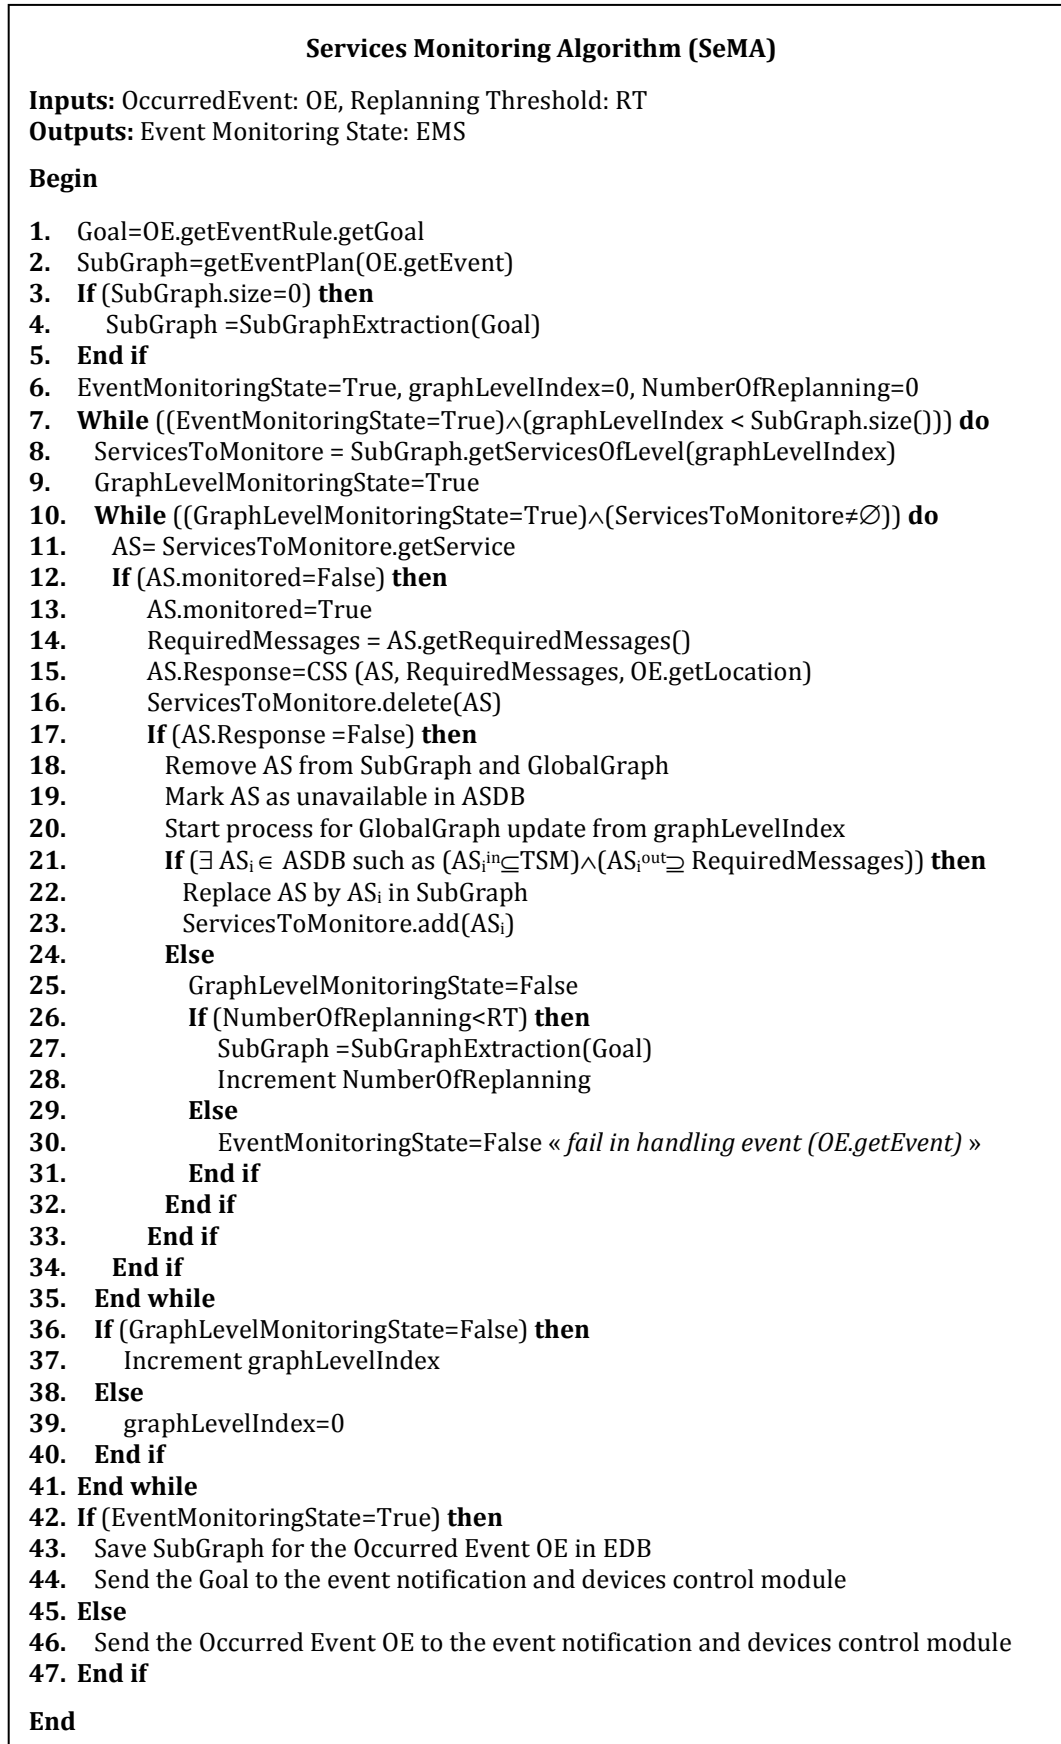 Services Monitoring Algorithm (SeMA)
Inputs: OccurredEvent: OE, Replanning Threshold: RT
Outputs: Event Monitoring State: EMS
Begin
1. Goal=OE.getEventRule.getGoal
2. SubGraph=getEventPlan(OE.getEvent)
3. If (SubGraph.size=0) then
4. SubGraph =SubGraphExtraction(Goal)
5. End if
6. EventMonitoringState=True, graphLevelIndex=0, NumberOfReplanning=0
7. While ((EventMonitoringState=True)∧(graphLevelIndex < SubGraph.size())) do
8. ServicesToMonitore = SubGraph.getServicesOfLevel(graphLevelIndex)
9. GraphLevelMonitoringState=True
10. While ((GraphLevelMonitoringState=True)∧(ServicesToMonitore≠∅)) do
11. AS= ServicesToMonitore.getService
12. If (AS.monitored=False) then
13. AS.monitored=True
14. RequiredMessages = AS.getRequiredMessages()
15. AS.Response=CSS (AS, RequiredMessages, OE.getLocation)
16. ServicesToMonitore.delete(AS)
17. If (AS.Response =False) then
18. Remove AS from SubGraph and GlobalGraph
19. Mark AS as unavailable in ASDB
20. Start process for GlobalGraph update from graphLevelIndex
21. If (∃ ASᵢ ∈ ASDB such as (ASᵢⁱⁿ⊆TSM)∧(ASᵢᵒᵘᵗ⊇ RequiredMessages)) then
22. Replace AS by ASᵢ in SubGraph
23. ServicesToMonitore.add(ASᵢ)
24. Else
25. GraphLevelMonitoringState=False
26. If (NumberOfReplanning<RT) then
27. SubGraph =SubGraphExtraction(Goal)
28. Increment NumberOfReplanning
29. Else
30. EventMonitoringState=False « fail in handling event (OE.getEvent) »
31. End if
32. End if
33. End if
34. End if
35. End while
36. If (GraphLevelMonitoringState=False) then
37. Increment graphLevelIndex
38. Else
39. graphLevelIndex=0
40. End if
41. End while
42. If (EventMonitoringState=True) then
43. Save SubGraph for the Occurred Event OE in EDB
44. Send the Goal to the event notification and devices control module
45. Else
46. Send the Occurred Event OE to the event notification and devices control module
47. End if
End